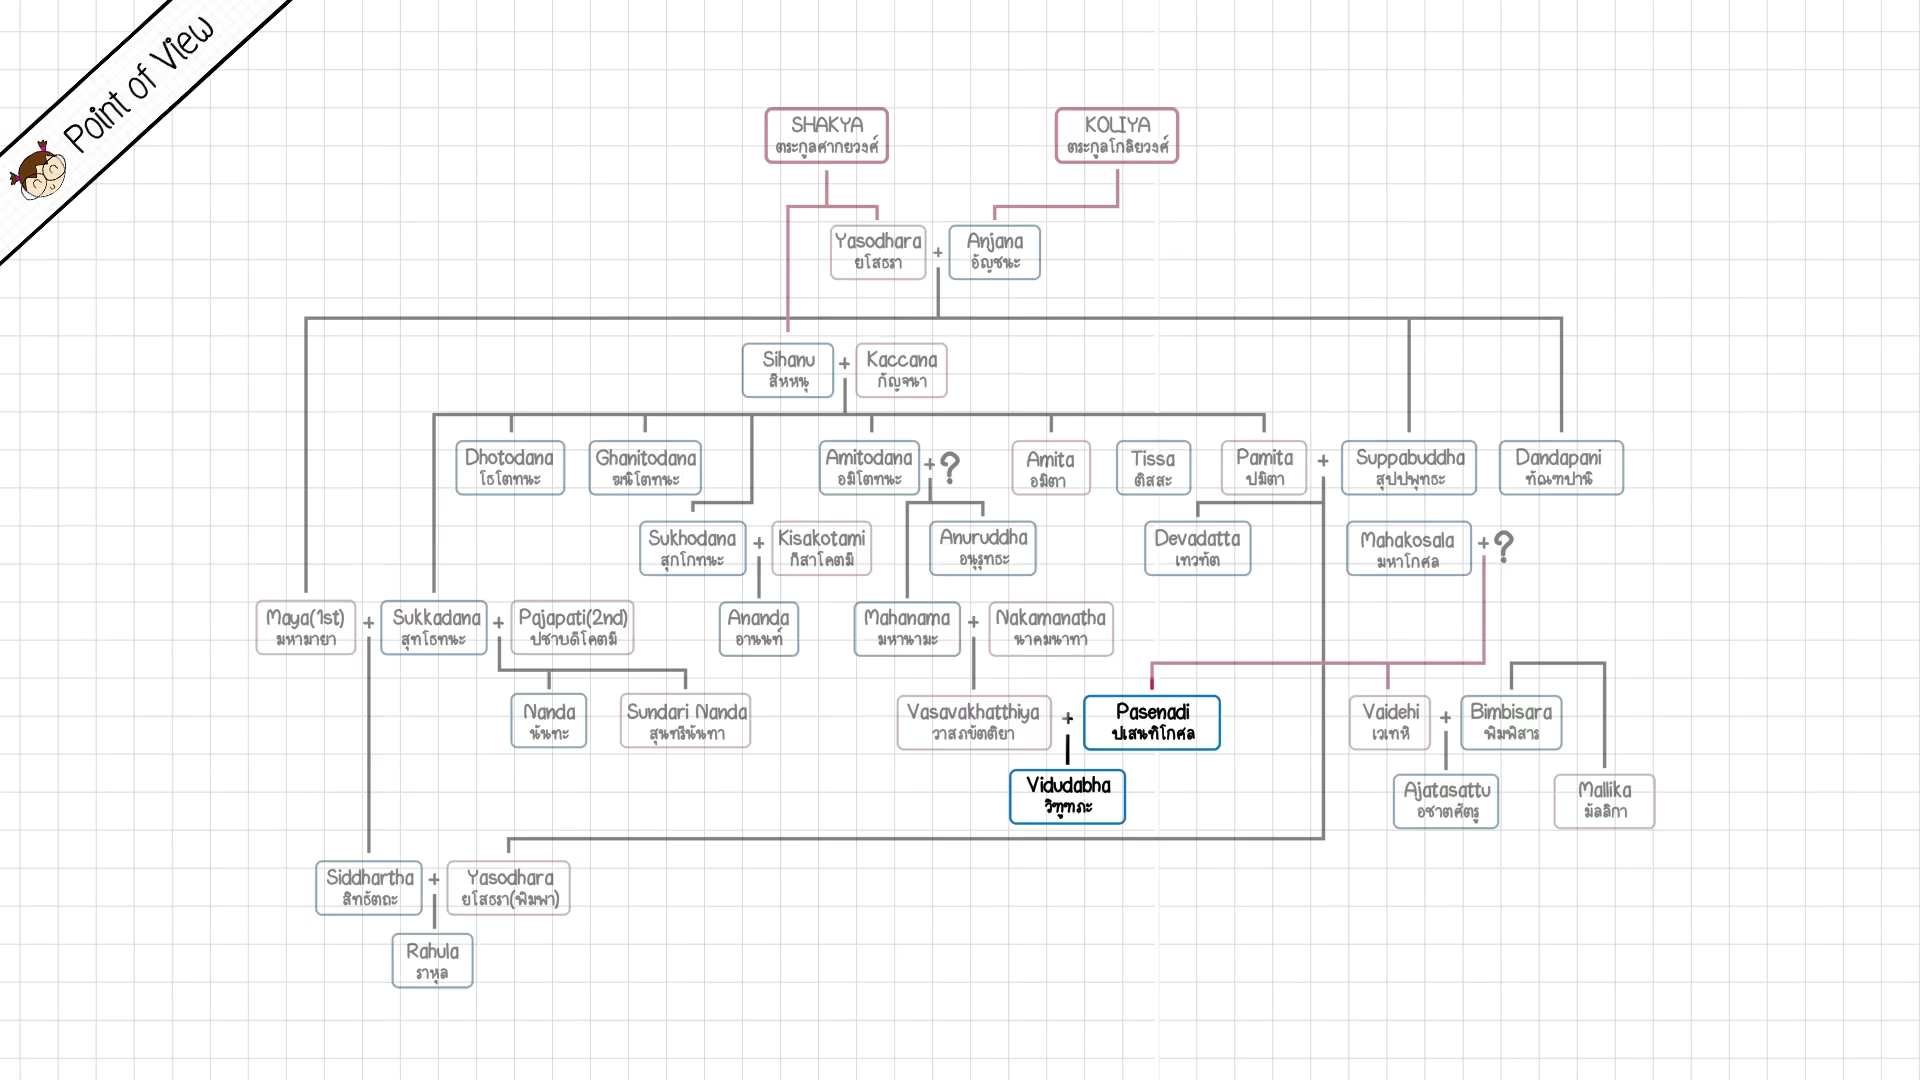 Point of View
SHAKYA
ตระกูลศากยวงศ์
KOLIYA
ตระกูลโกลิยวงศ์
Yasodhara
ยโสธรา
+
Anjana
อัญชนะ
Sihanu
สีหหนุ
+
Kaccana
กัญจนา
Dhotodana
โธโตทนะ
Ghanitodana
ฆนิโตทนะ
Amitodana
อมิโตทนะ
+?
Amita
อมิตา
Tissa
ติสสะ
Pamita
ปมิตา
+
Suppabuddha
สุปปพุทธะ
Dandapani
ทัณฑปาณิ
Sukhodana
สุกโกทนะ
+
Kisakotami
กีสาโคตมี
Anuruddha
อนุรุทธะ
Devadatta
เทวทัต
Mahakosala
มหาโกศล
+?
Maya(1st)
มหามายา
+
Sukkadana
สุทโธทนะ
+
Pajapati(2nd)
ปชาบดีโคตมี
Ananda
อานนท์
Mahanama
มหานามะ
+
Nakamanatha
นาคมนาทา
Nanda
นันทะ
Sundari Nanda
สุนทรีนันทา
Vasavakhatthiya
วาสภขัตติยา
+
Pasenadi
ปเสนทิโกศล
Vaidehi
เวเทหิ
+
Bimbisara
พิมพิสาร
Vidudabha
วิฑูฑภะ
Ajatasattu
อชาตศัตรู
Mallika
มัลลิกา
Siddhartha
สิทธัตถะ
+
Yasodhara
ยโสธรา(พิมพา)
Rahula
ราหุล